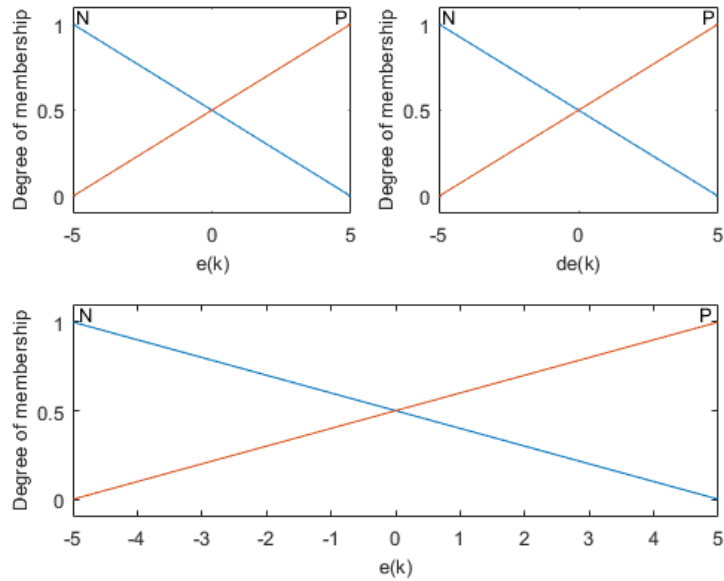 N P
1
0.5
0
Degree of membership
-5 0 5
e(k)
N P
1
0.5
0
Degree of membership
-5 0 5
de(k)
N P
1
0.5
0
Degree of membership
-5 -4 -3 -2 -1 0 1 2 3 4 5
e(k)